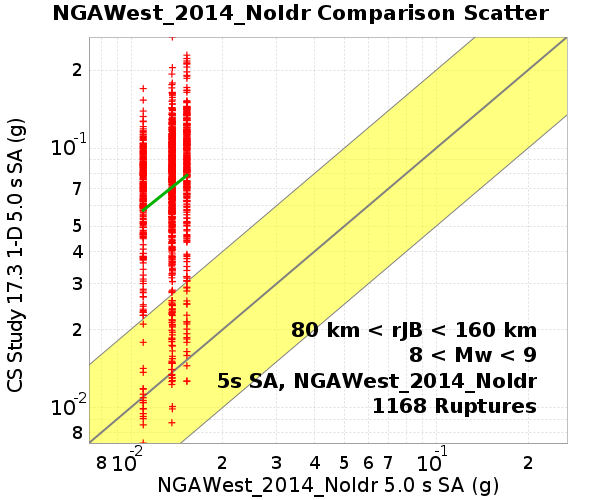 NGAWest_2014_NoIdr Comparison Scatter
CS Study 17.3 1-D 5.0 s SA (g)
2
10^-1
7
5
4
3
2
10^-2
8
80 km < rJB < 160 km
8 < Mw < 9
5s SA, NGAWest_2014_NoIdr
1168 Ruptures
8 10^-2 2 3 4 5 6 7 10^-1 2
NGAWest_2014_NoIdr 5.0 s SA (g)